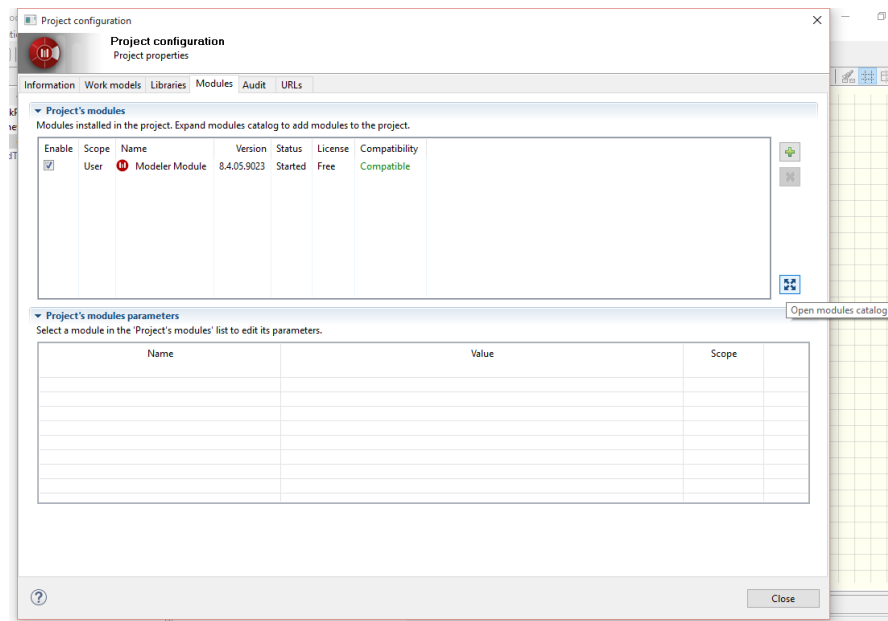 Project configuration
Project configuration
Project properties
Information Work models Libraries Modules Audit URLs
Project's modules
Modules installed in the project. Expand modules catalog to add modules to the project.
Enable Scope Name Version Status License Compatibility
User Modeler Module 8.4.05.9023 Started Free Compatible
Open modules catalog
Project's modules parameters
Select a module in the 'Project's modules' list to edit its parameters.
Name Value Scope
Close